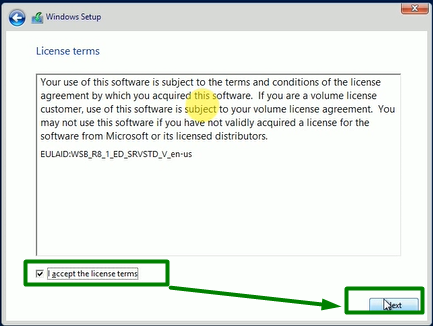 Windows Setup
License terms
Your use of this software is subject to the terms and conditions of the license
agreement by which you acquired this software. If you are a volume license
customer, use of this software is subject to your volume license agreement. You
may not use this software if you have not validly acquired a license for the
software from Microsoft or its licensed distributors.
EULAID:WSB_R8_1_ED_SRVSTD_V_en-us
I accept the license terms
Next